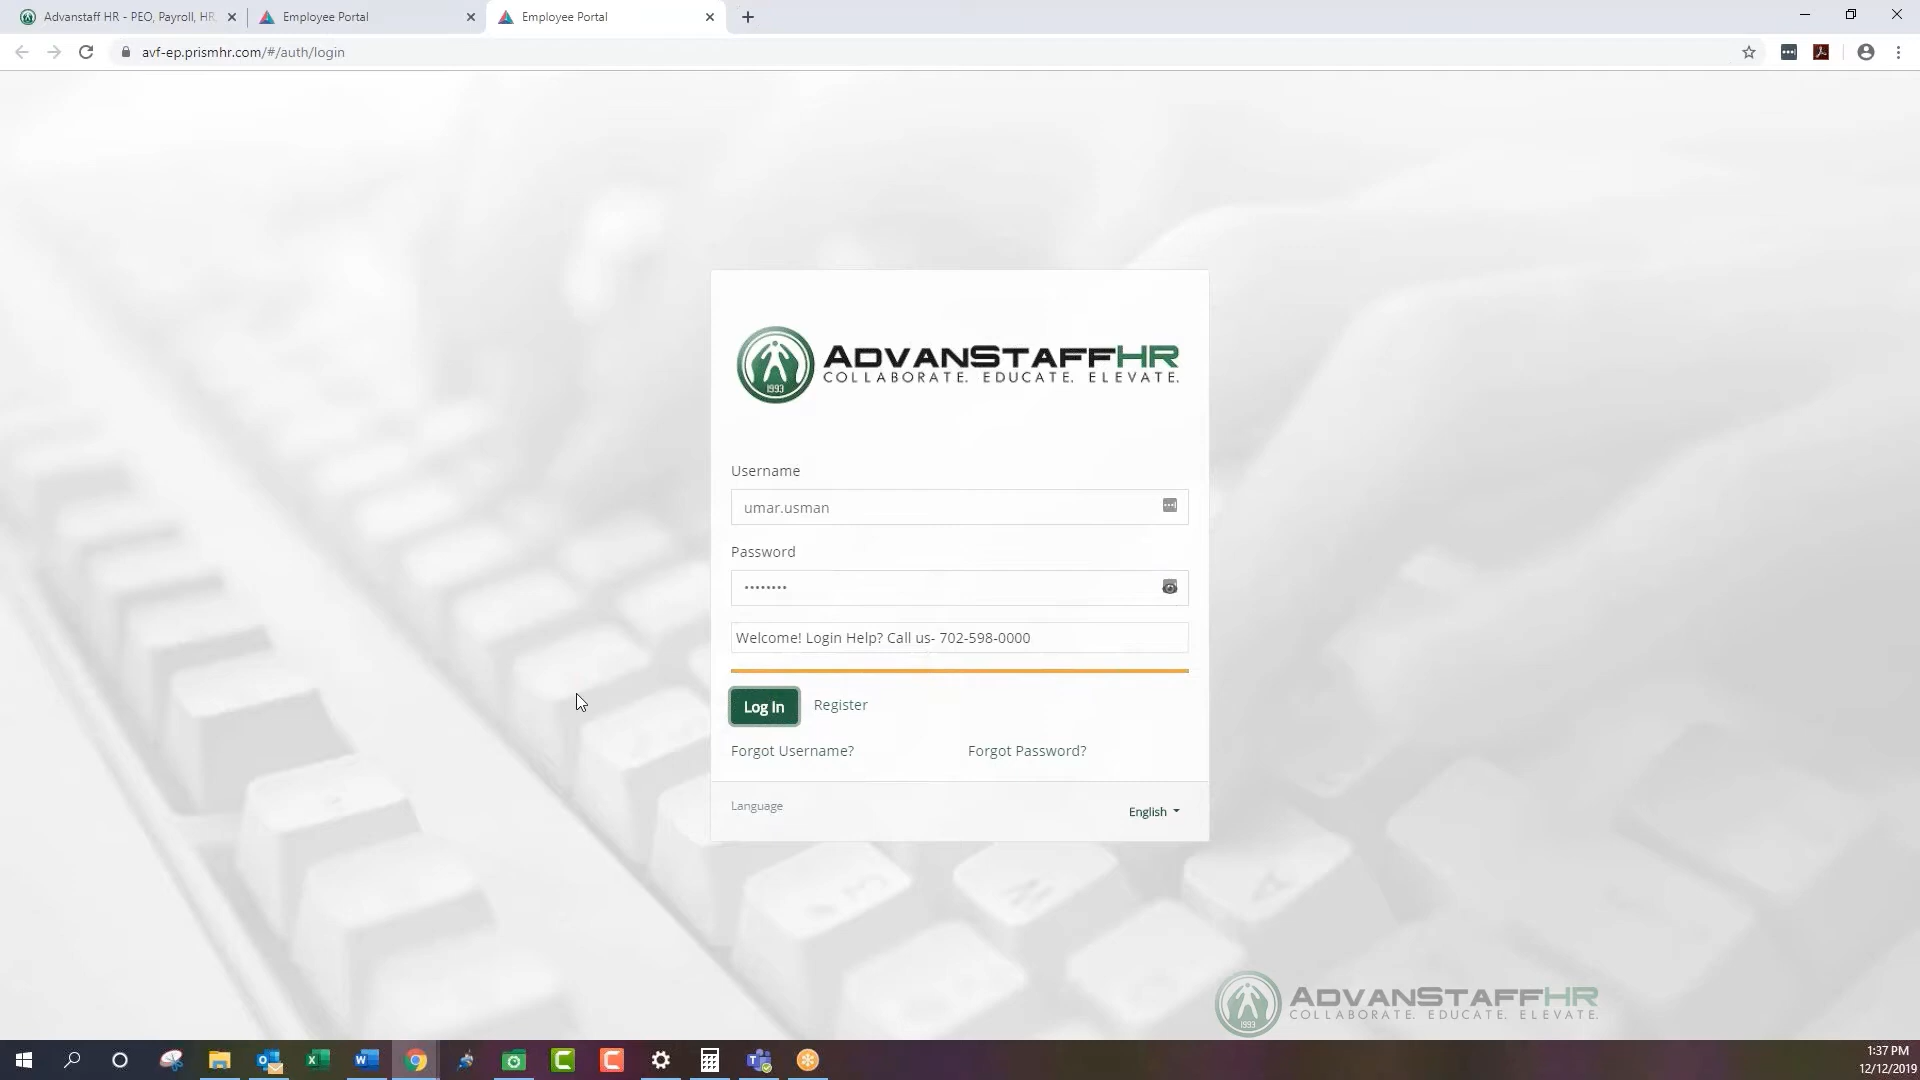 Advanstaff HR - PEO, Payroll, HR,
Employee Portal
Employee Portal
avf-ep.prismhr.com/#/auth/login
1993
ADVANSTAFFHR
COLLABORATE. EDUCATE. ELEVATE.
Username
umar.usman
Password
••••••••
Welcome! Login Help? Call us- 702-598-0000
Log In
Register
Forgot Username?
Forgot Password?
Language
English
1993
ADVANSTAFFHR
COLLABORATE. EDUCATE. ELEVATE.
1:37 PM
12/12/2019